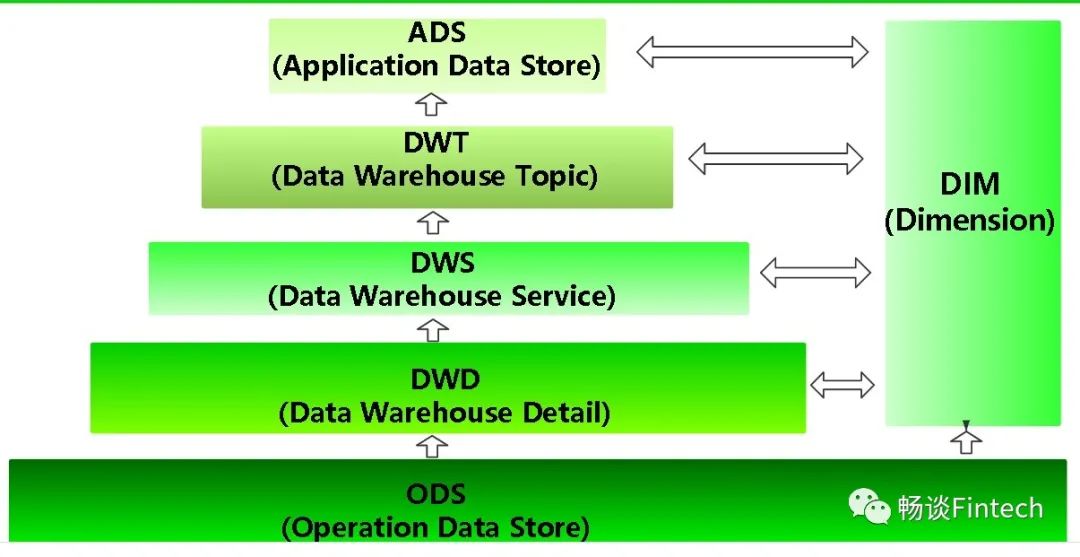 ADS
(Application Data Store)
DWT
(Data Warehouse Topic)
DIM
(Dimension)
DWS
(Data Warehouse Service)
DWD
(Data Warehouse Detail)
ODS
(Operation Data Store)
畅谈Fintech